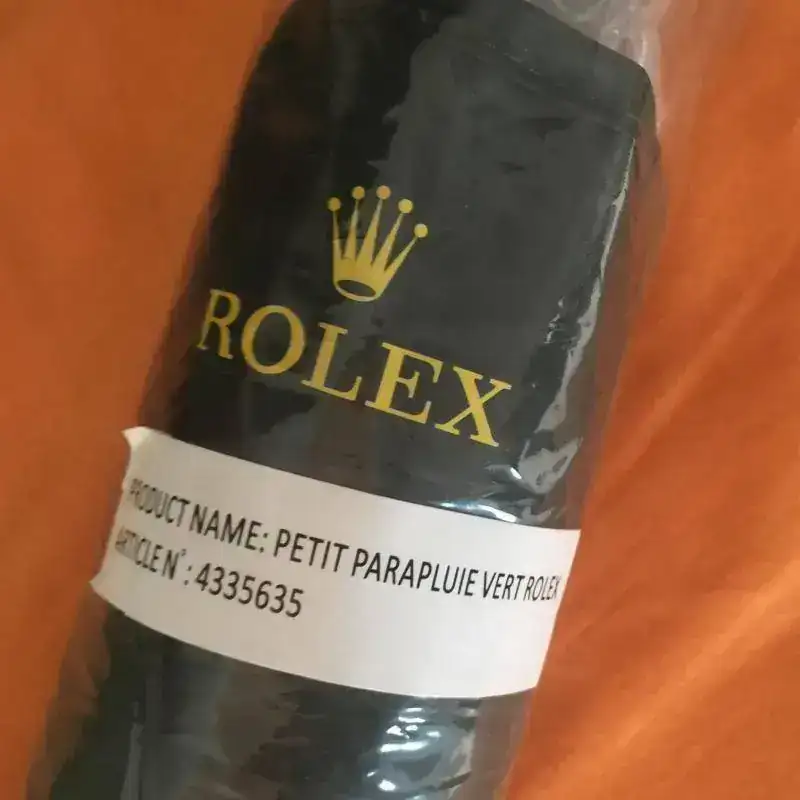 ROLEX
PRODUCT NAME: PETIT PARAPLUIE VERT ROLEX
ARTICLE N°: 4335635